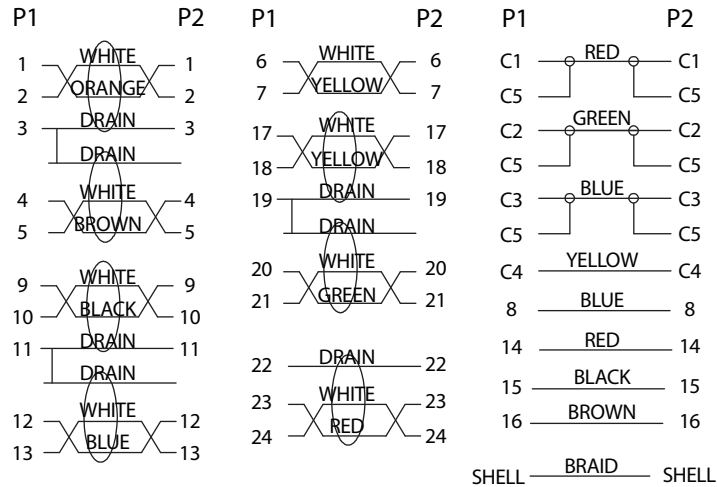 P1 P2
1 WHITE 1
2 ORANGE 2
3 DRAIN 3
DRAIN
4 WHITE 4
5 BROWN 5
9 WHITE 9
10 BLACK 10
11 DRAIN 11
DRAIN
12 WHITE 12
13 BLUE 13
P1 P2
6 WHITE 6
7 YELLOW 7
17 WHITE 17
18 YELLOW 18
19 DRAIN 19
DRAIN
20 WHITE 20
21 GREEN 21
22 DRAIN 22
23 WHITE 23
24 RED 24
P1 P2
C1 RED C1
C5 C5
C2 GREEN C2
C5 C5
C3 BLUE C3
C5 C5
C4 YELLOW C4
8 BLUE 8
14 RED 14
15 BLACK 15
16 BROWN 16
SHELL BRAID SHELL